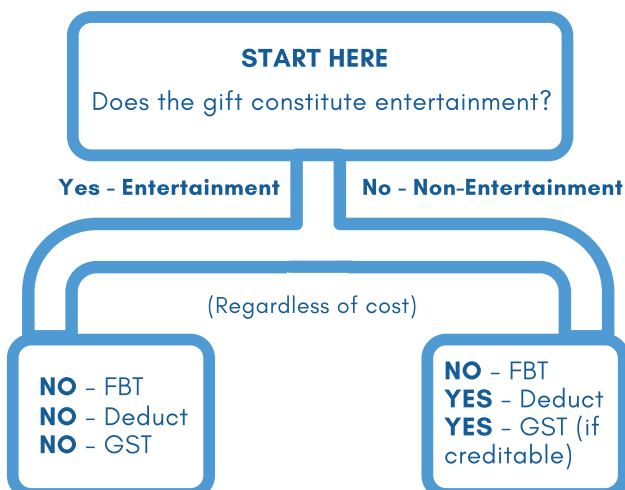 START HERE
Does the gift constitute entertainment?
Yes - Entertainment
No - Non-Entertainment
(Regardless of cost)
NO - FBT
NO - Deduct
NO - GST
NO - FBT
YES - Deduct
YES - GST (if
creditable)